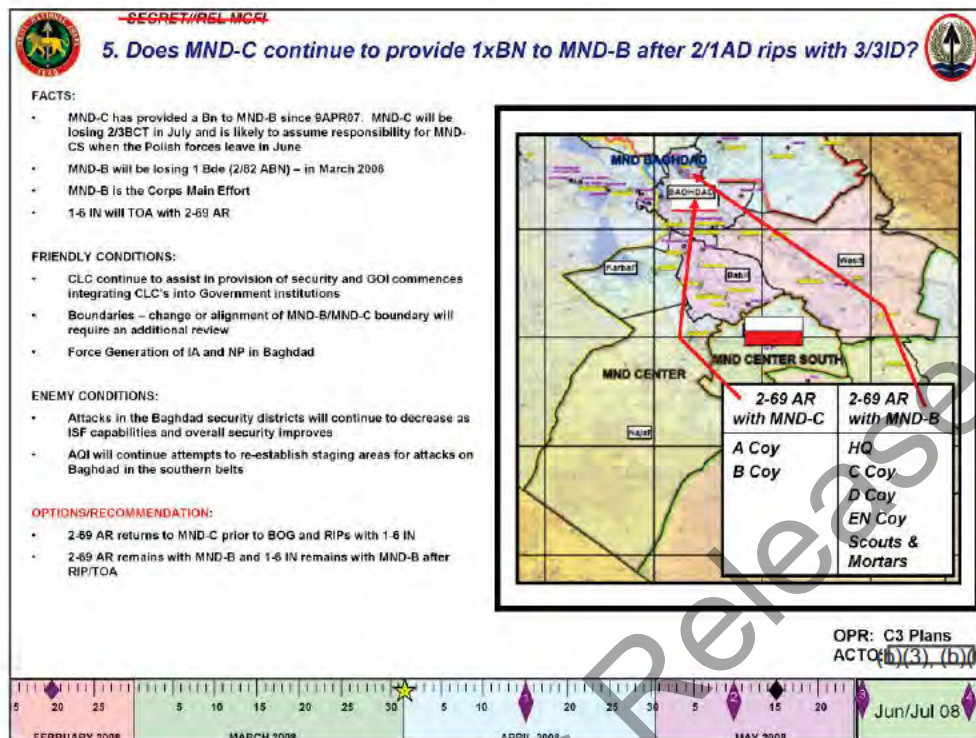 SECRET//REL MCFI
5. Does MND-C continue to provide 1xBN to MND-B after 2/1AD rips with 3/3ID?
FACTS:
• MND-C has provided a Bn to MND-B since 9APR07. MND-C will be
losing 2/3BCT in July and is likely to assume responsibility for MND-
CS when the Polish forces leave in June
• MND-B will be losing 1 Bde (2/82 ABN) – in March 2008
• MND-B is the Corps Main Effort
• 1-6 IN will TOA with 2-69 AR
FRIENDLY CONDITIONS:
• CLC continue to assist in provision of security and GOI commences
integrating CLC's into Government institutions
• Boundaries – change or alignment of MND-B/MND-C boundary will
require an additional review
• Force Generation of IA and NP in Baghdad
ENEMY CONDITIONS:
• Attacks in the Baghdad security districts will continue to decrease as
ISF capabilities and overall security improves
• AQI will continue attempts to re-establish staging areas for attacks on
Baghdad in the southern belts
OPTIONS/RECOMMENDATION:
• 2-69 AR returns to MND-C prior to BOG and RIPs with 1-6 IN
• 2-69 AR remains with MND-B and 1-6 IN remains with MND-B after
RIP/TOA
MND BAGHDAD
BAGHDAD
Karbala
Babil
Wasit
MND CENTER SOUTH
MND CENTER
Najaf
2-69 AR with MND-C
A Coy
B Coy
2-69 AR with MND-B
HQ
C Coy
D Coy
EN Coy
Scouts &
Mortars
Release
OPR: C3 Plans
ACTO: (b)(3), (b)(
5 20 25 5 10 15 20 25 30 5 10 15 20 25 30 5 10 15 20
1 2 3
Jun/Jul 08
FEBRUARY 2008 MARCH 2008 APRIL 2008 MAY 2008